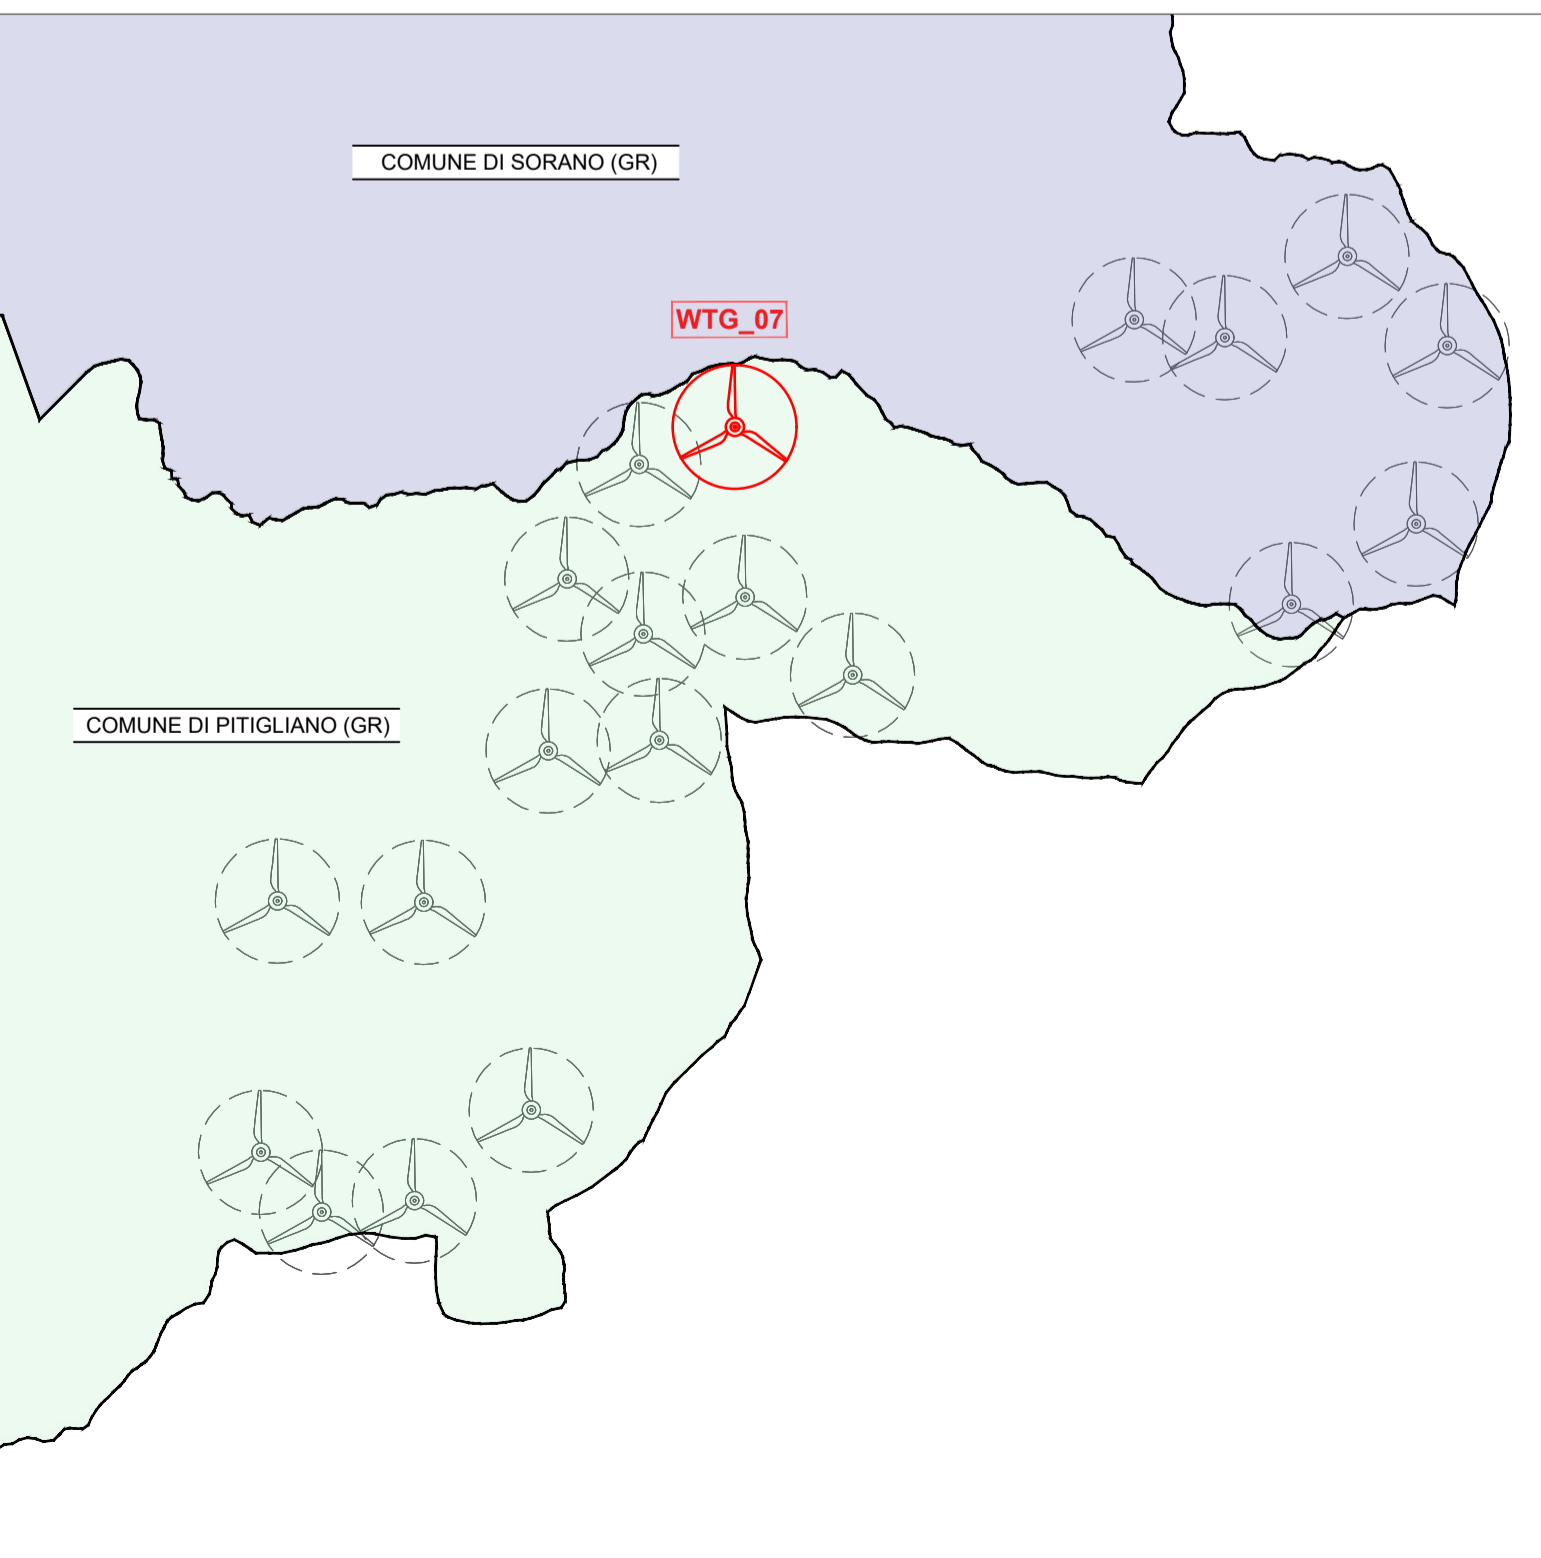 COMUNE DI SORANO (GR)
WTG_07
COMUNE DI PITIGLIANO (GR)